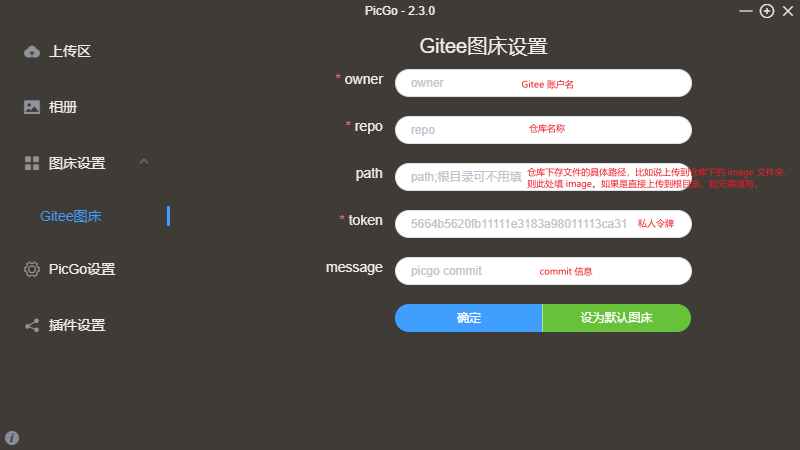 PicGo - 2.3.0
上传区
相册
图床设置
Gitee图床
PicGo设置
插件设置
Gitee图床设置
* owner
owner
Gitee 账户名
* repo
repo
仓库名称
path
path;根目录可不用填
仓库下存文件的具体路径，比如说上传到仓库下的 image 文件夹，
则此处填 image。如果是直接上传到根目录，则无需填写。
* token
5664b5620fb11111e3183a98011113ca31
私人令牌
message
picgo commit
commit 信息
确定
设为默认图床